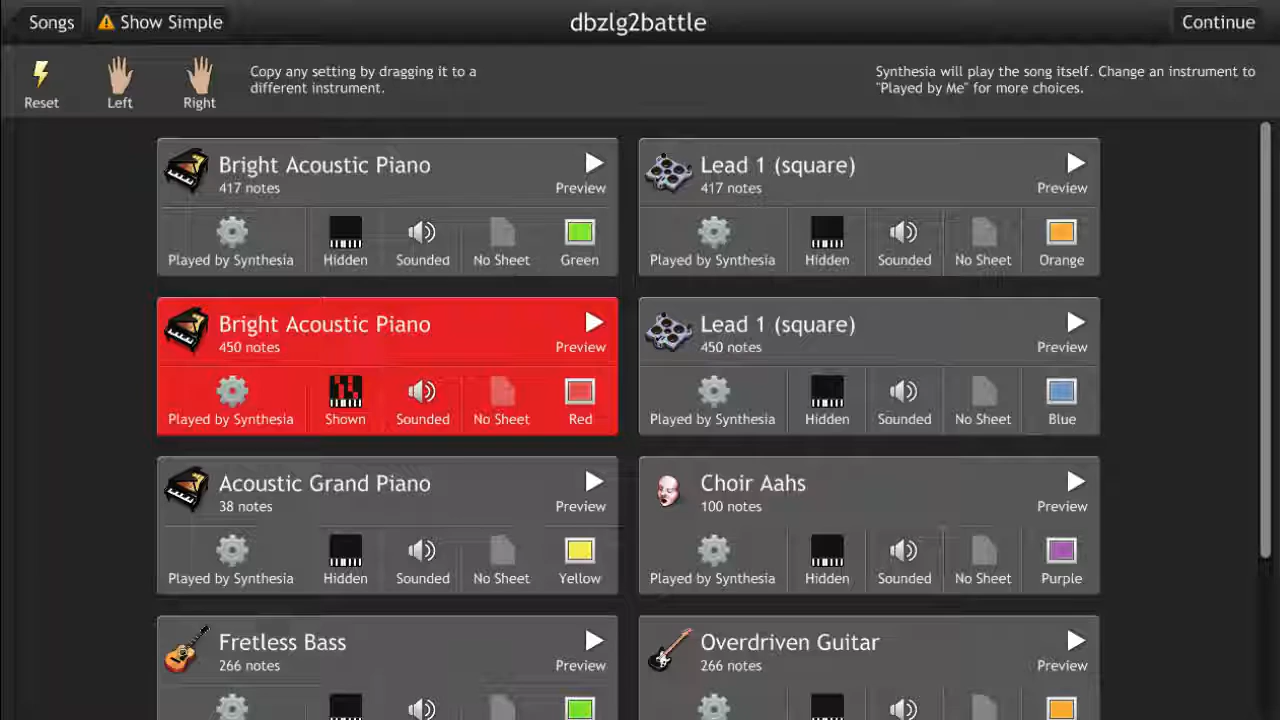 Songs
Show Simple
dbzlg2battle
Continue
Reset
Left
Right
Copy any setting by dragging it to a
different instrument.
Synthesia will play the song itself. Change an instrument to
"Played by Me" for more choices.
Bright Acoustic Piano
417 notes
Preview
Played by Synthesia
Hidden
Sounded
No Sheet
Green
Lead 1 (square)
417 notes
Preview
Played by Synthesia
Hidden
Sounded
No Sheet
Orange
Bright Acoustic Piano
450 notes
Preview
Played by Synthesia
Shown
Sounded
No Sheet
Red
Lead 1 (square)
450 notes
Preview
Played by Synthesia
Hidden
Sounded
No Sheet
Blue
Acoustic Grand Piano
38 notes
Preview
Played by Synthesia
Hidden
Sounded
No Sheet
Yellow
Choir Aahs
100 notes
Preview
Played by Synthesia
Hidden
Sounded
No Sheet
Purple
Fretless Bass
266 notes
Preview
Overdriven Guitar
266 notes
Preview